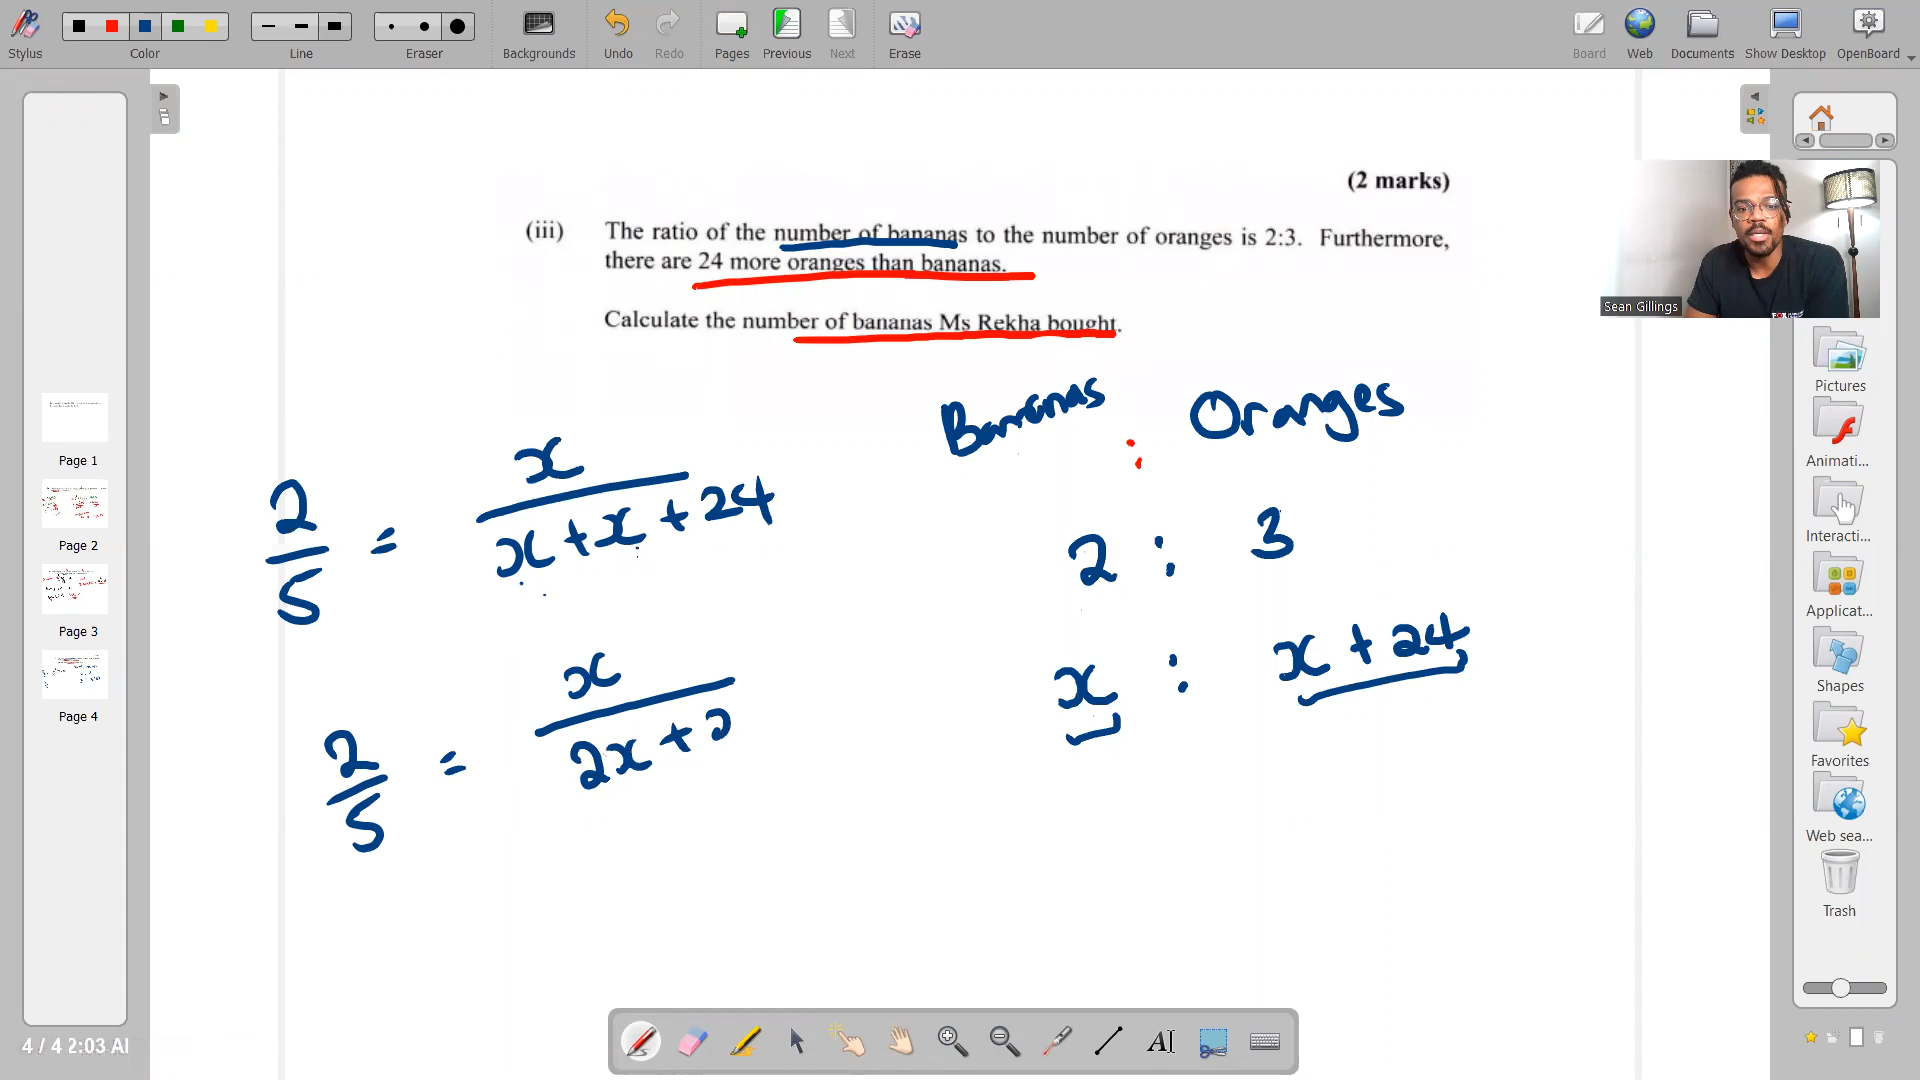 Stylus Color Line Eraser Backgrounds Undo Redo Pages Previous Next Erase Board Web Documents Show Desktop OpenBoard
(2 marks)
(iii) The ratio of the number of bananas to the number of oranges is 2:3. Furthermore,
there are 24 more oranges than bananas.
Calculate the number of bananas Ms Rekha bought.
Sean Gillings
Bananas : Oranges
2 : 3
x : x + 24
2/5 = x/(x + x + 24)
2/5 = x/(2x + 2
Page 1
Page 2
Page 3
Page 4
Pictures
Animati...
Interacti...
Applicat...
Shapes
Favorites
Web sea...
Trash
4 / 4 2:03 AM